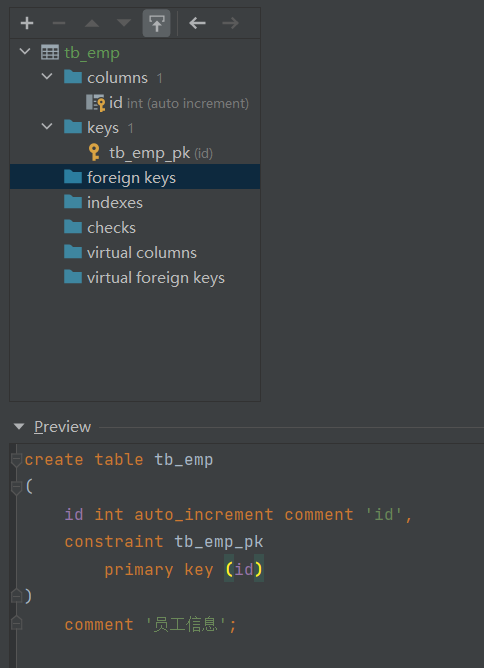 tb_emp
columns 1
id int (auto increment)
keys 1
tb_emp_pk (id)
foreign keys
indexes
checks
virtual columns
virtual foreign keys
Preview
create table tb_emp
(
    id int auto_increment comment 'id',
    constraint tb_emp_pk
        primary key (id)
)
    comment '员工信息';